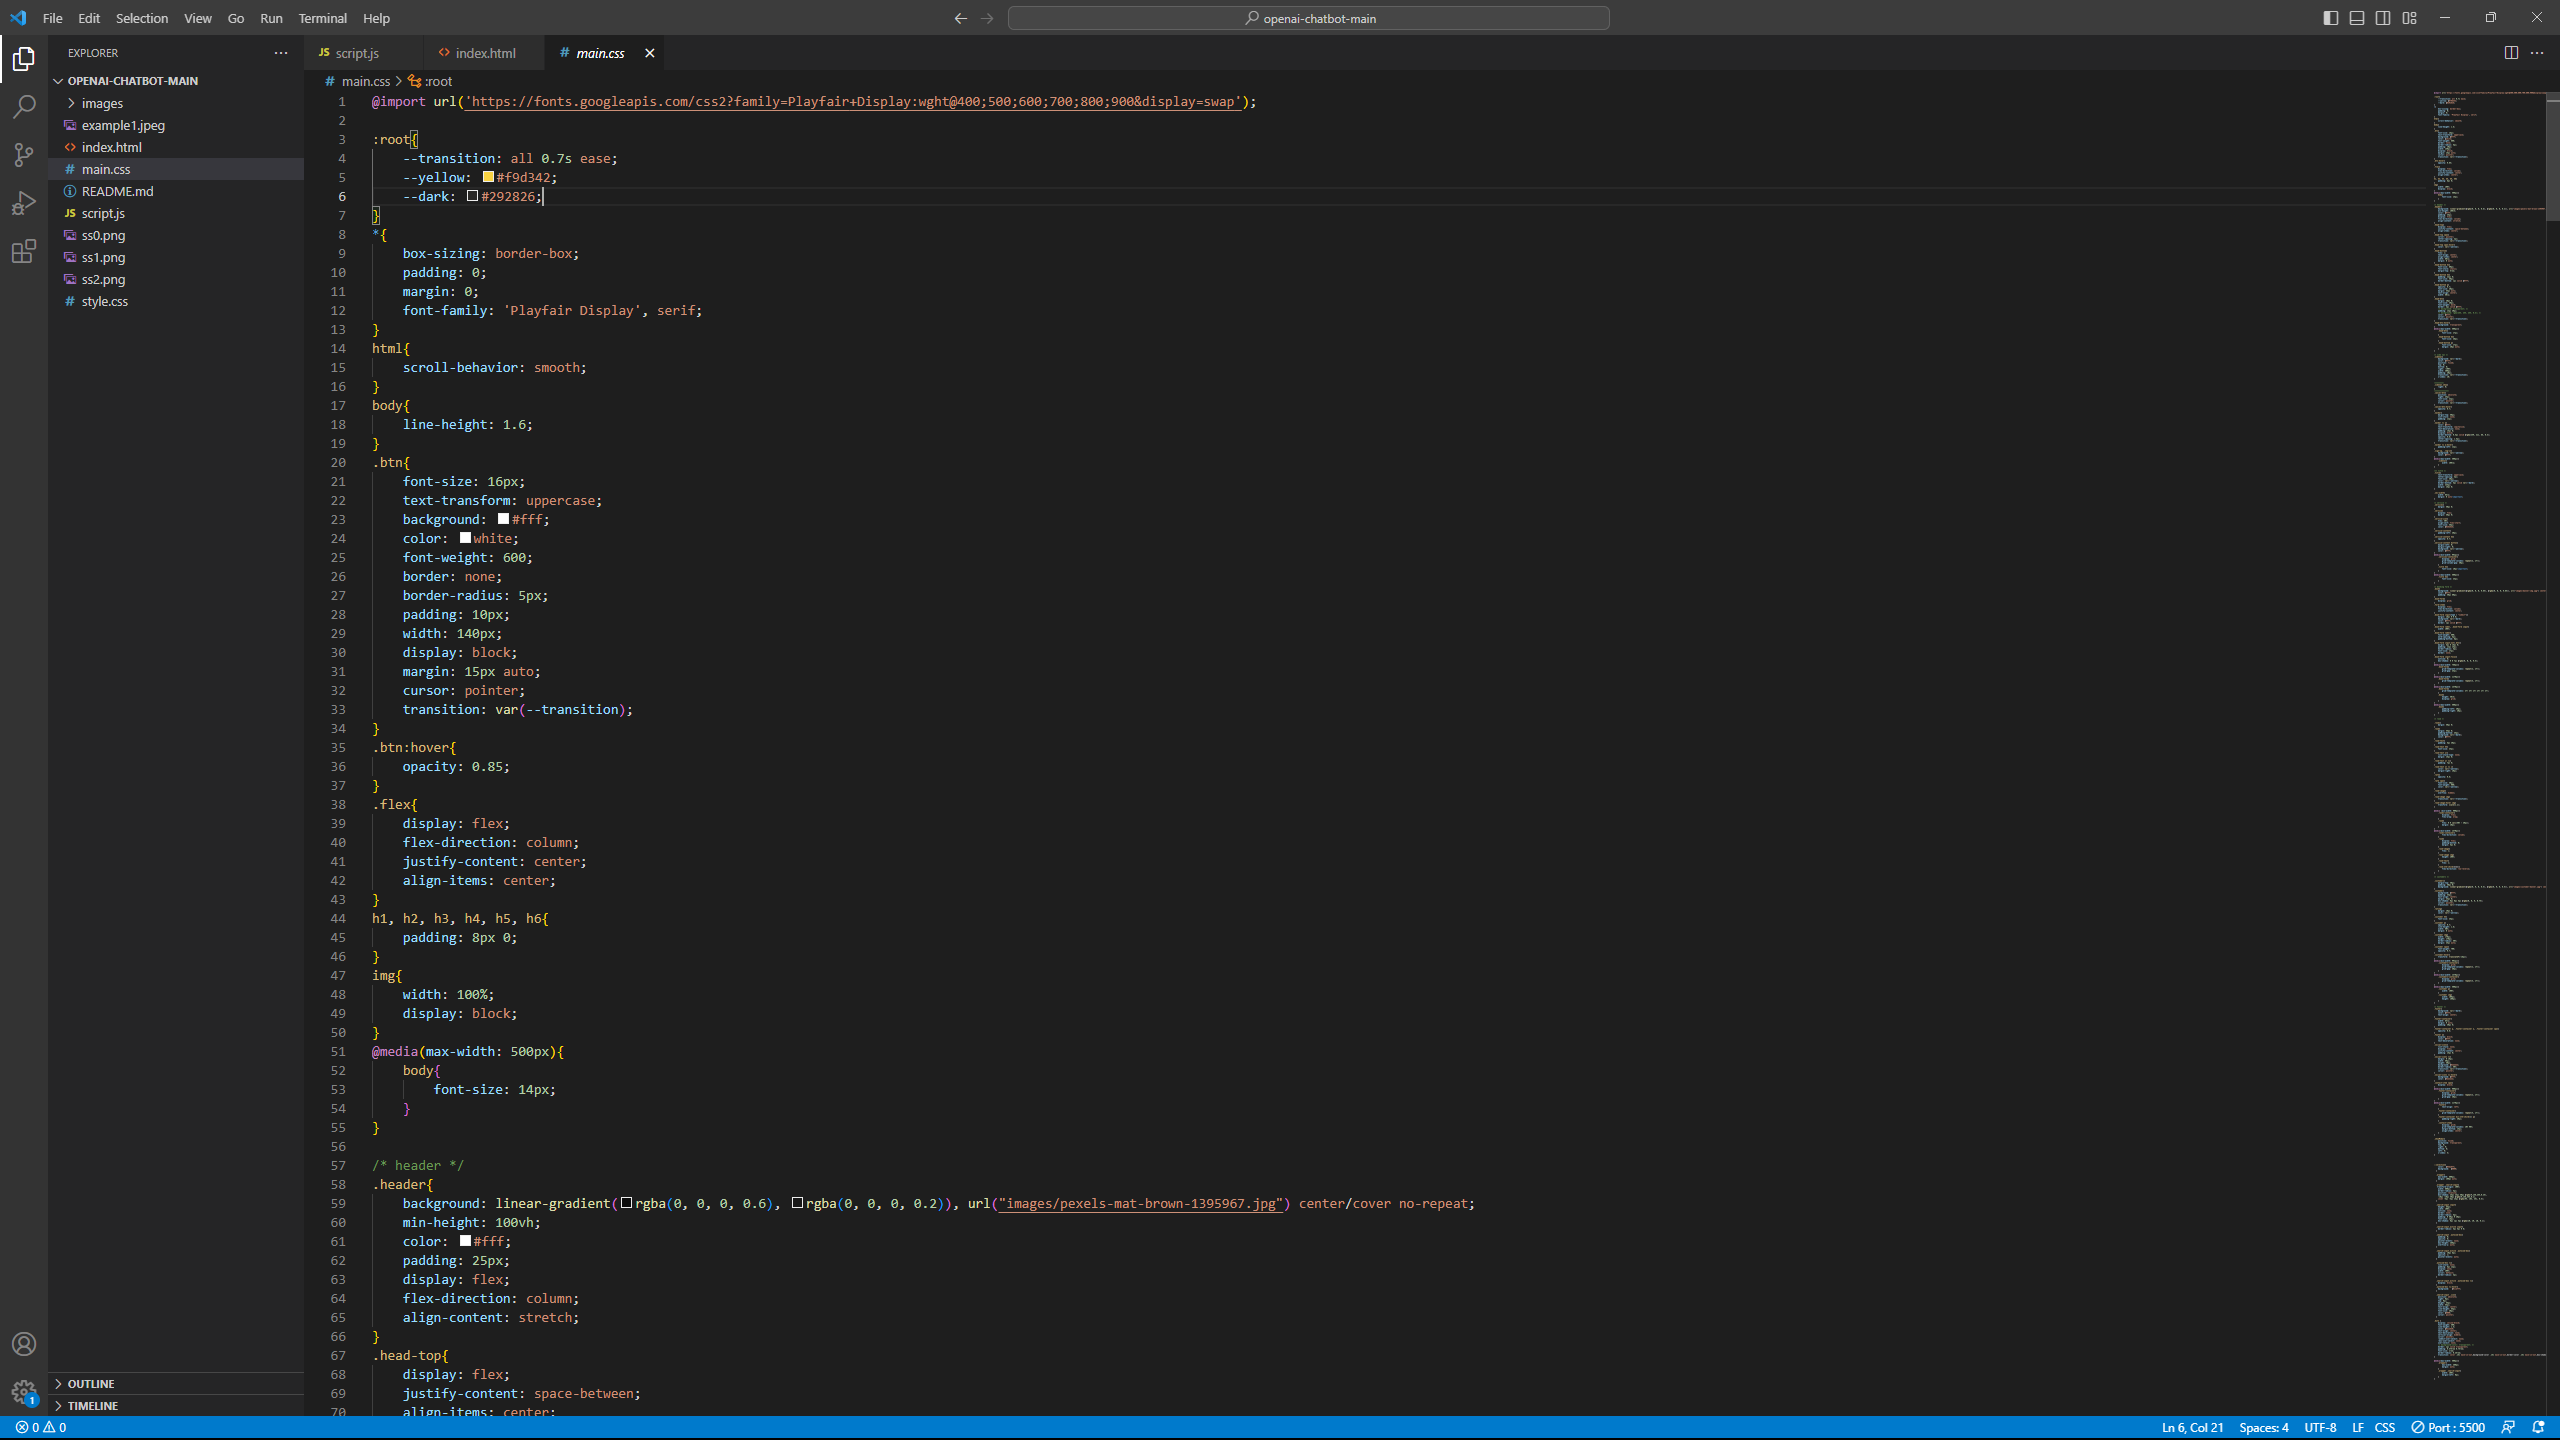 File Edit Selection View Go Run Terminal Help
openai-chatbot-main
EXPLORER
OPENAI-CHATBOT-MAIN
images
example1.jpeg
index.html
main.css
README.md
script.js
ss0.png
ss1.png
ss2.png
style.css
OUTLINE
TIMELINE
script.js index.html main.css
main.css > :root
1 @import url('https://fonts.googleapis.com/css2?family=Playfair+Display:wght@400;500;600;700;800;900&display=swap');
2
3 :root{
4 --transition: all 0.7s ease;
5 --yellow: #f9d342;
6 --dark: #292826;
7 }
8 *{
9 box-sizing: border-box;
10 padding: 0;
11 margin: 0;
12 font-family: 'Playfair Display', serif;
13 }
14 html{
15 scroll-behavior: smooth;
16 }
17 body{
18 line-height: 1.6;
19 }
20 .btn{
21 font-size: 16px;
22 text-transform: uppercase;
23 background: #fff;
24 color: white;
25 font-weight: 600;
26 border: none;
27 border-radius: 5px;
28 padding: 10px;
29 width: 140px;
30 display: block;
31 margin: 15px auto;
32 cursor: pointer;
33 transition: var(--transition);
34 }
35 .btn:hover{
36 opacity: 0.85;
37 }
38 .flex{
39 display: flex;
40 flex-direction: column;
41 justify-content: center;
42 align-items: center;
43 }
44 h1, h2, h3, h4, h5, h6{
45 padding: 8px 0;
46 }
47 img{
48 width: 100%;
49 display: block;
50 }
51 @media(max-width: 500px){
52 body{
53 font-size: 14px;
54 }
55 }
56
57 /* header */
58 .header{
59 background: linear-gradient(rgba(0, 0, 0, 0.6), rgba(0, 0, 0, 0.2)), url("images/pexels-mat-brown-1395967.jpg") center/cover no-repeat;
60 min-height: 100vh;
61 color: #fff;
62 padding: 25px;
63 display: flex;
64 flex-direction: column;
65 align-content: stretch;
66 }
67 .head-top{
68 display: flex;
69 justify-content: space-between;
70 align-items: center;
1
0 0 Ln 6, Col 21 Spaces: 4 UTF-8 LF CSS Port : 5500